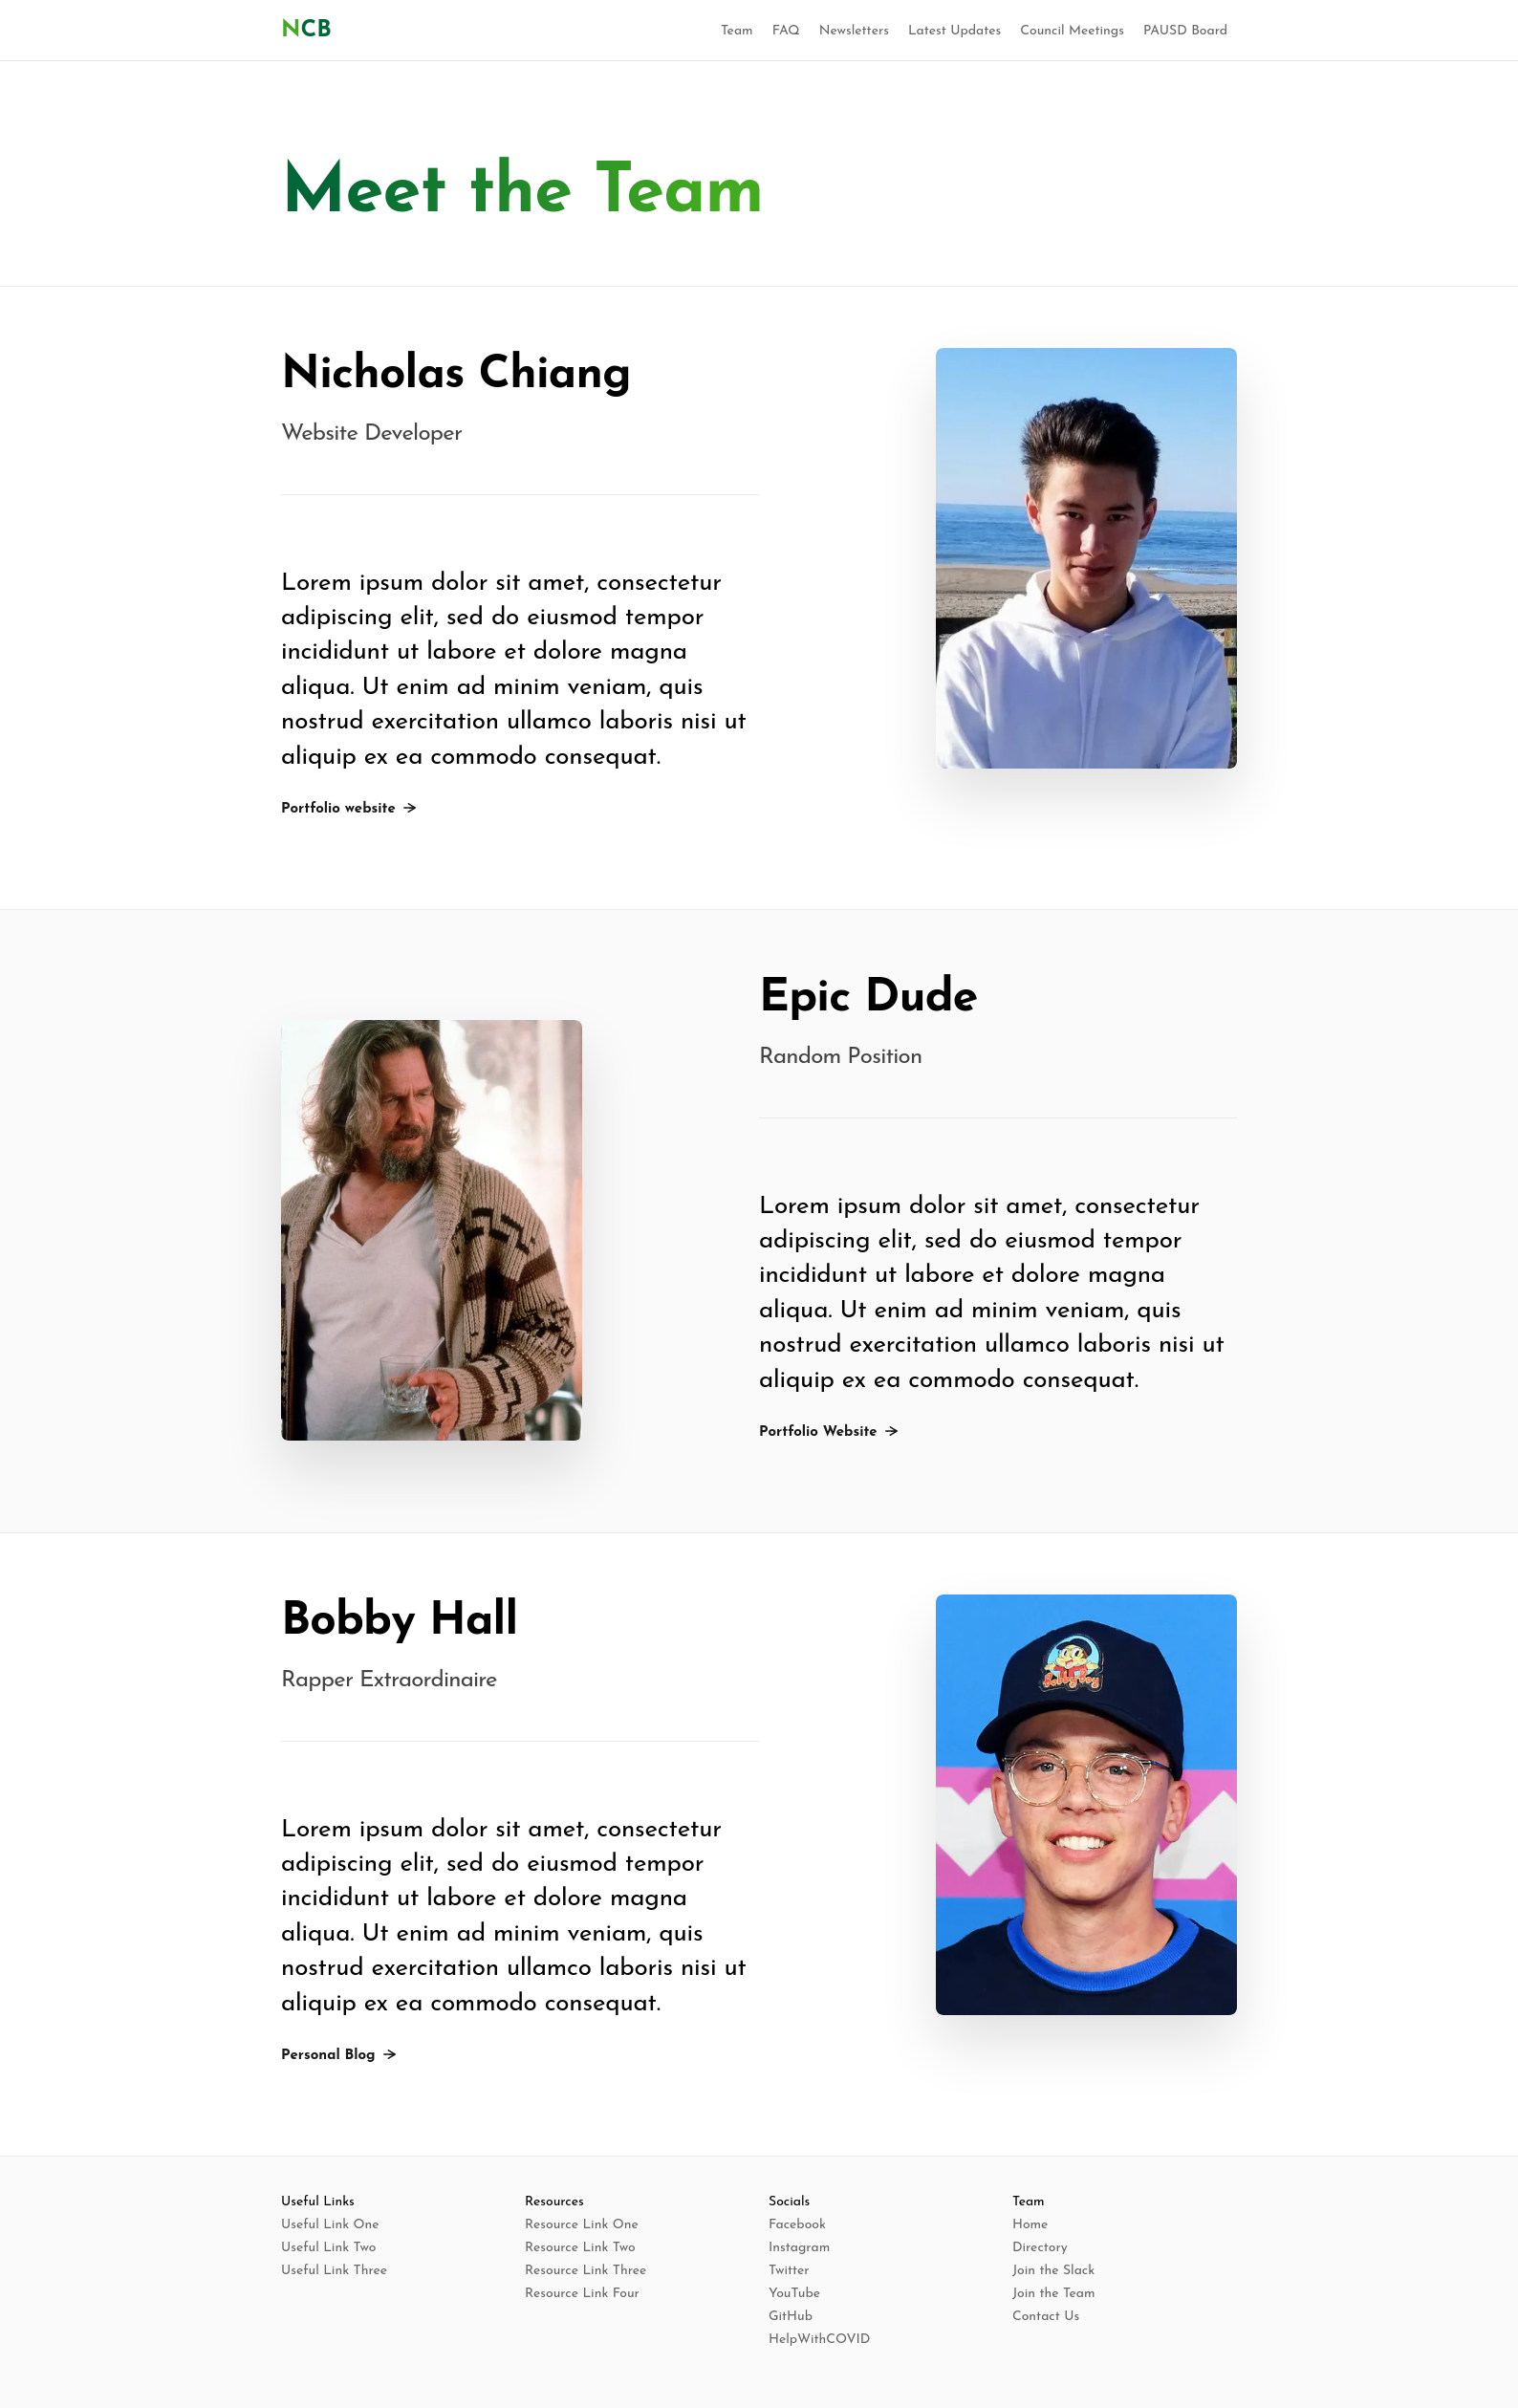 NCB
Team FAQ Newsletters Latest Updates Council Meetings PAUSD Board
Meet the Team
Nicholas Chiang
Website Developer
Lorem ipsum dolor sit amet, consectetur
adipiscing elit, sed do eiusmod tempor
incididunt ut labore et dolore magna
aliqua. Ut enim ad minim veniam, quis
nostrud exercitation ullamco laboris nisi ut
aliquip ex ea commodo consequat.
Portfolio website →
Epic Dude
Random Position
Lorem ipsum dolor sit amet, consectetur
adipiscing elit, sed do eiusmod tempor
incididunt ut labore et dolore magna
aliqua. Ut enim ad minim veniam, quis
nostrud exercitation ullamco laboris nisi ut
aliquip ex ea commodo consequat.
Portfolio Website →
Bobby Hall
Rapper Extraordinaire
BobbyBoy
Lorem ipsum dolor sit amet, consectetur
adipiscing elit, sed do eiusmod tempor
incididunt ut labore et dolore magna
aliqua. Ut enim ad minim veniam, quis
nostrud exercitation ullamco laboris nisi ut
aliquip ex ea commodo consequat.
Personal Blog →
Useful Links
Useful Link One
Useful Link Two
Useful Link Three
Resources
Resource Link One
Resource Link Two
Resource Link Three
Resource Link Four
Socials
Facebook
Instagram
Twitter
YouTube
GitHub
HelpWithCOVID
Team
Home
Directory
Join the Slack
Join the Team
Contact Us